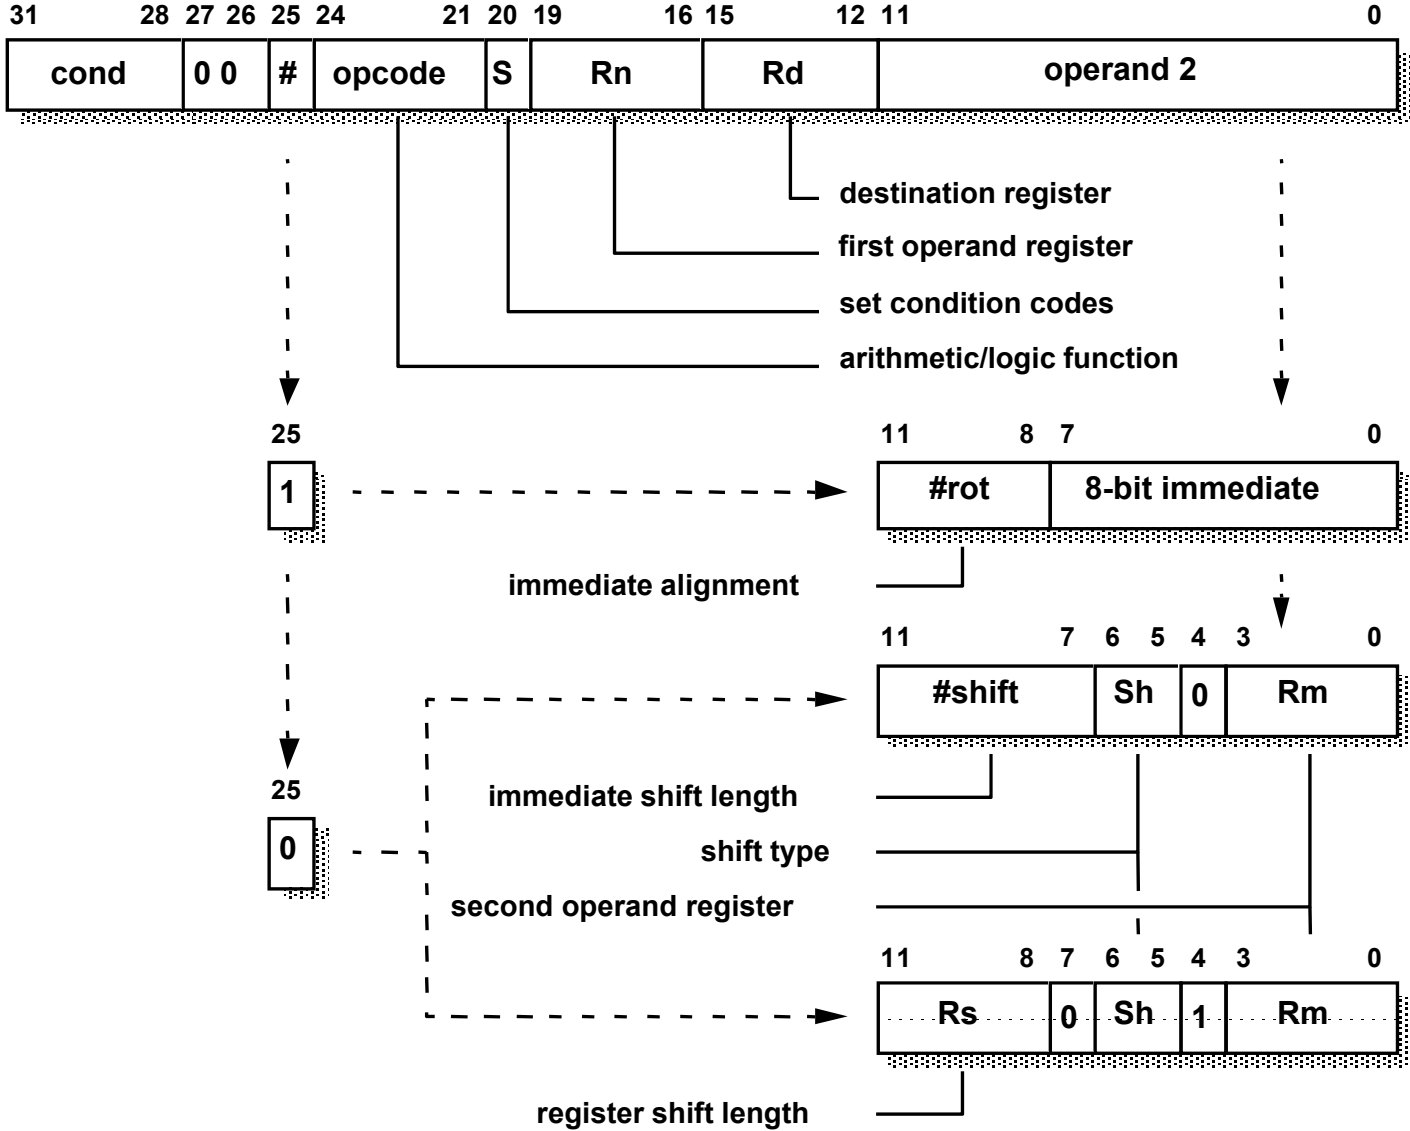 31 28 27 26 25 24 21 20 19 16 15 12 11 0
cond 0 0 # opcode S Rn Rd operand 2
destination register
first operand register
set condition codes
arithmetic/logic function
25 11 8 7 0
1 #rot 8-bit immediate
immediate alignment
11 7 6 5 4 3 0
#shift Sh 0 Rm
25
immediate shift length
0 shift type
second operand register
11 8 7 6 5 4 3 0
Rs 0 Sh 1 Rm
register shift length